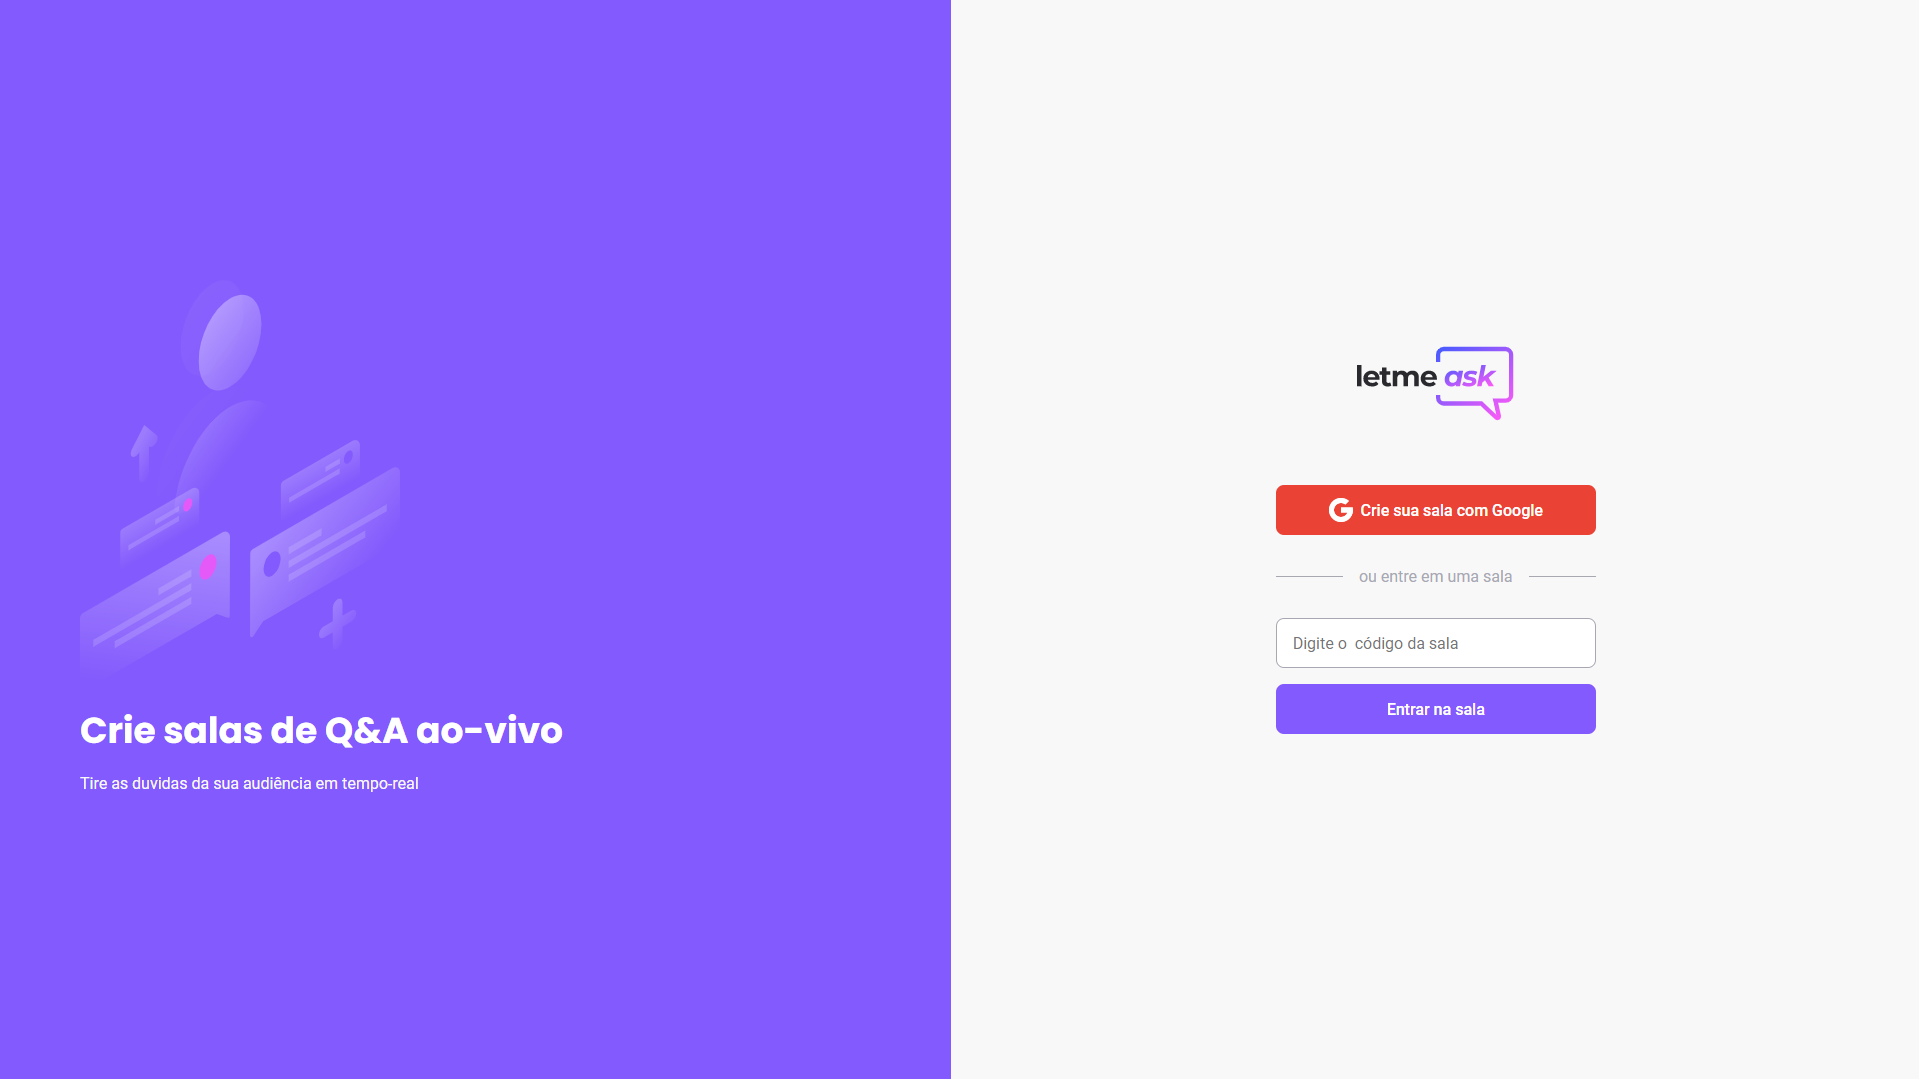 Crie salas de Q&A ao-vivo
Tire as duvidas da sua audiência em tempo-real
letme ask
Crie sua sala com Google
ou entre em uma sala
Digite o  código da sala
Entrar na sala